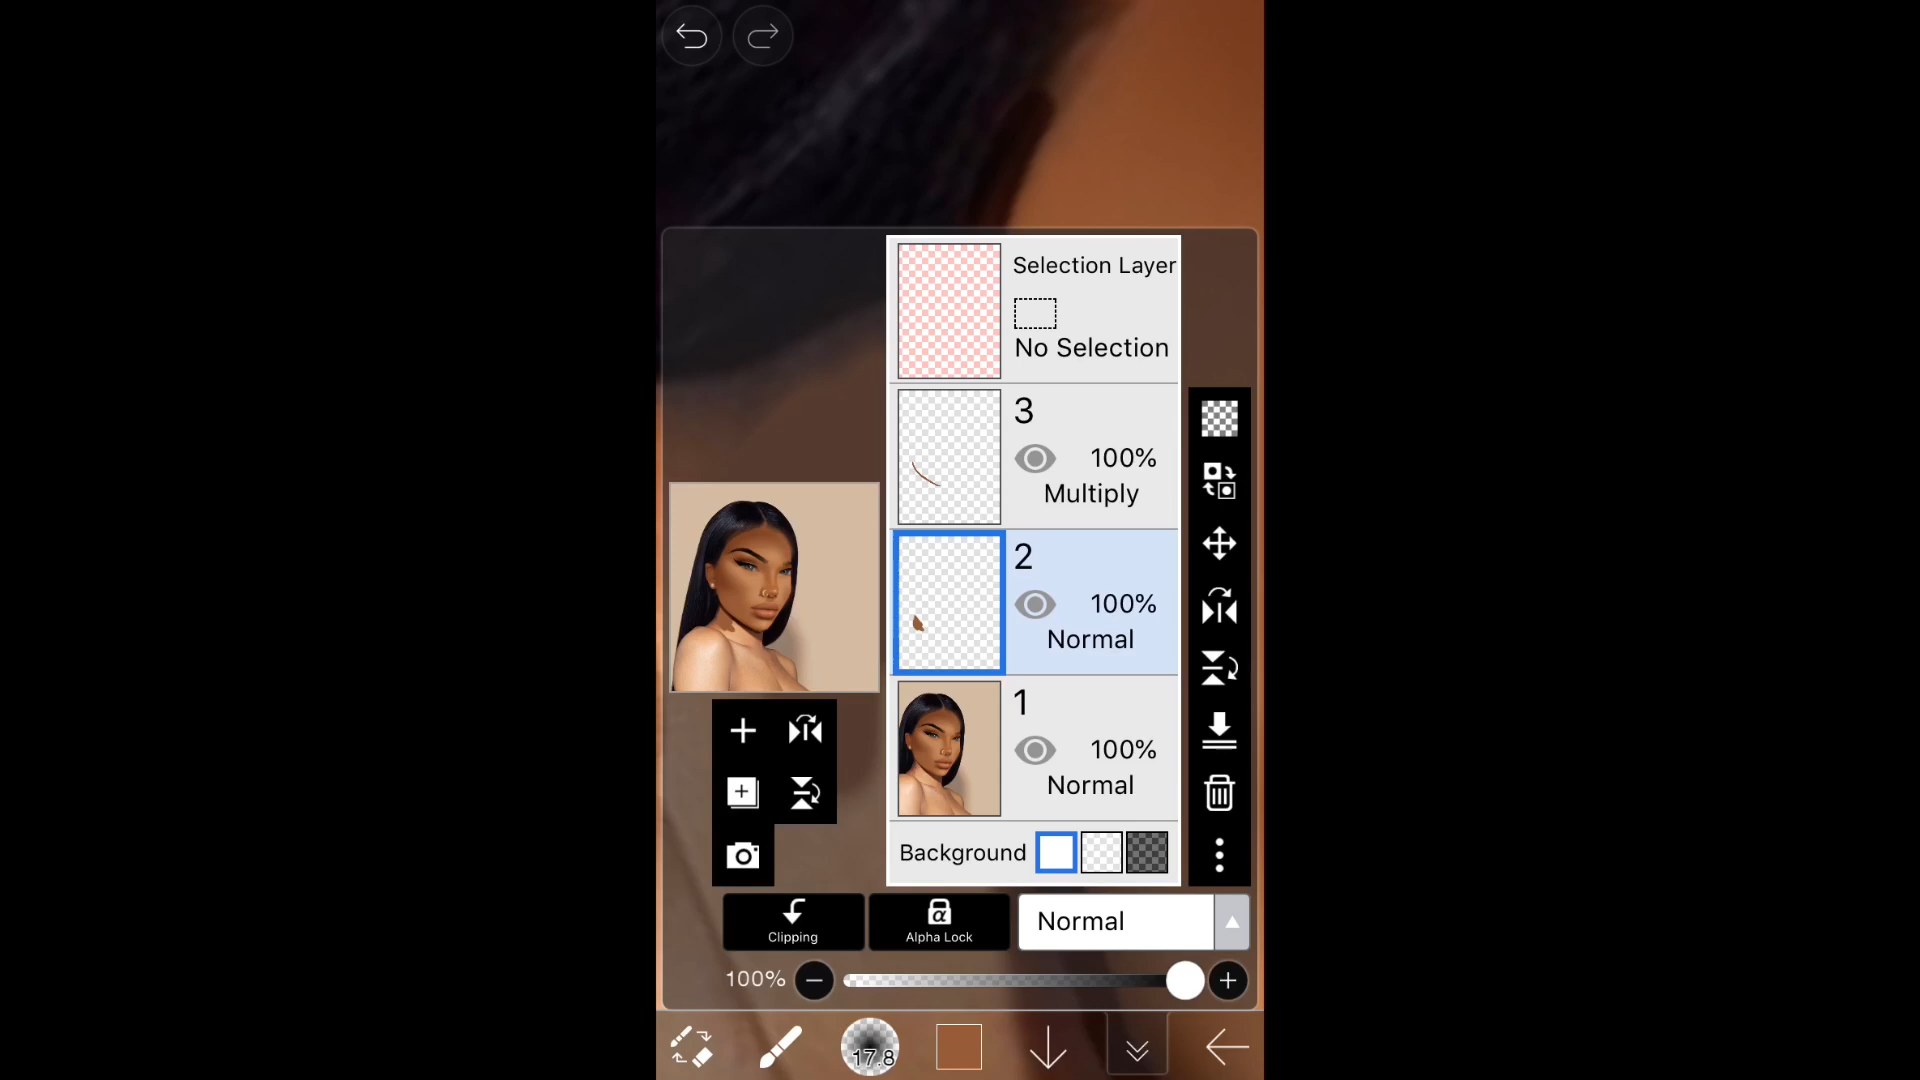 Selection Layer
No Selection
3
100%
Multiply
2
100%
Normal
1
100%
Normal
Background
Clipping
α
Alpha Lock
Normal
100%
17.8